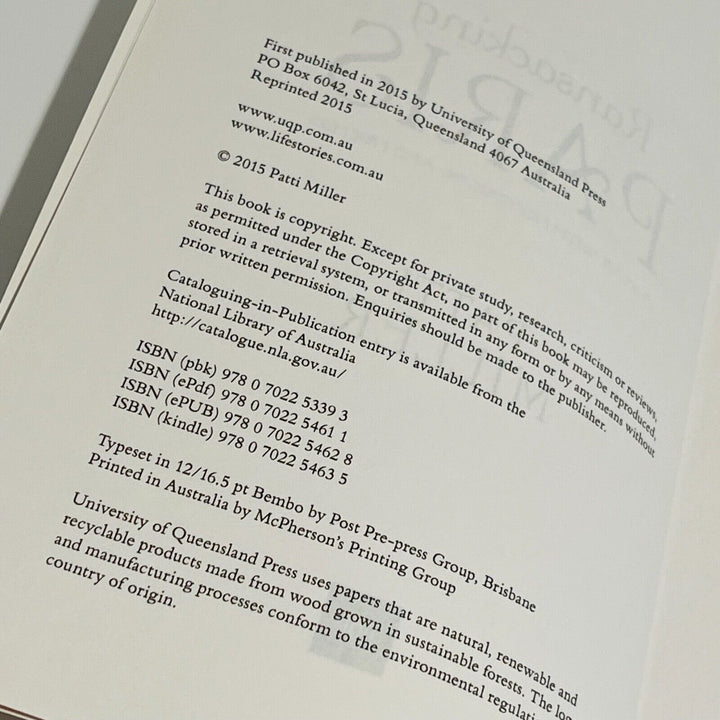 First published in 2015 by University of Queensland Press
PO Box 6042, St Lucia, Queensland 4067 Australia
Reprinted 2015
www.uqp.com.au
www.lifestories.com.au
© 2015 Patti Miller
This book is copyright. Except for private study, research, criticism or reviews,
as permitted under the Copyright Act, no part of this book may be reproduced,
stored in a retrieval system, or transmitted in any form or by any means without
prior written permission. Enquiries should be made to the publisher.
Cataloguing-in-Publication entry is available from the
National Library of Australia
http://catalogue.nla.gov.au/
ISBN (pbk) 978 0 7022 5339 3
ISBN (ePdf) 978 0 7022 5461 1
ISBN (ePUB) 978 0 7022 5462 8
ISBN (kindle) 978 0 7022 5463 5
Typeset in 12/16.5 pt Bembo by Post Pre-press Group, Brisbane
Printed in Australia by McPherson's Printing Group
University of Queensland Press uses papers that are natural, renewable and
recyclable products made from wood grown in sustainable forests. The
and manufacturing processes conform to the environmental
country of origin.
Ransacking
PARIS
MILLER